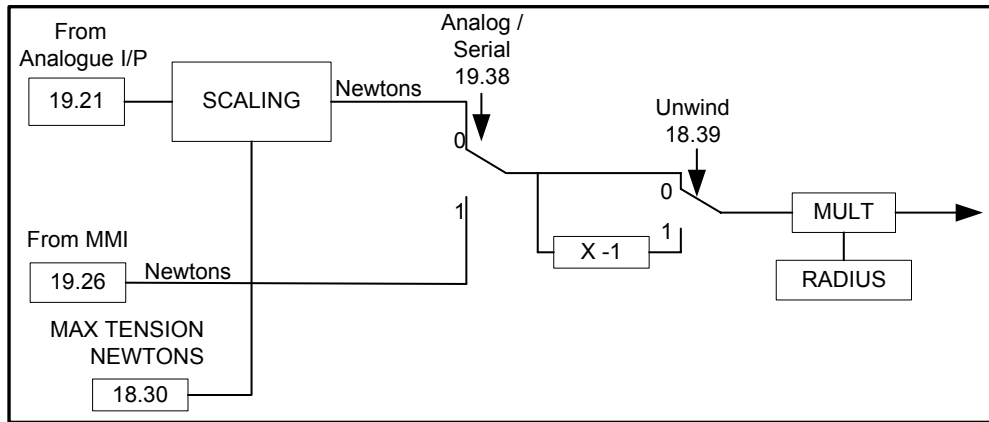 From
Analogue I/P
19.21
SCALING
Newtons
Analog /
Serial
19.38
0
1
Unwind
18.39
0
1
X -1
MULT
RADIUS
From MMI
19.26
Newtons
MAX TENSION
NEWTONS
18.30